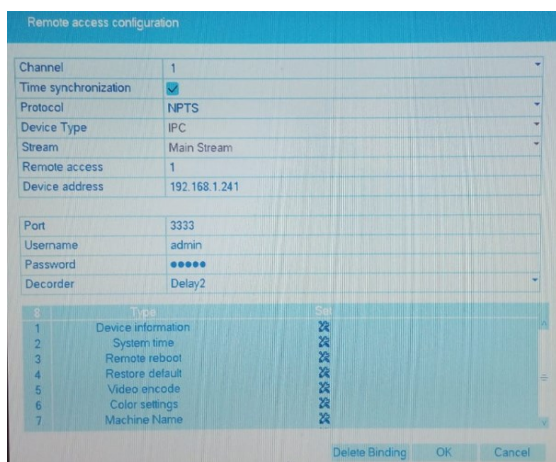 Remote access configuration
Channel 1
Time synchronization
Protocol NPTS
Device Type IPC
Stream Main Stream
Remote access 1
Device address 192.168.1.241
Port 3333
Username admin
Password ●●●●●
Decorder Delay2
8 Type Set
1 Device information
2 System time
3 Remote reboot
4 Restore default
5 Video encode
6 Color settings
7 Machine Name
Delete Binding OK Cancel